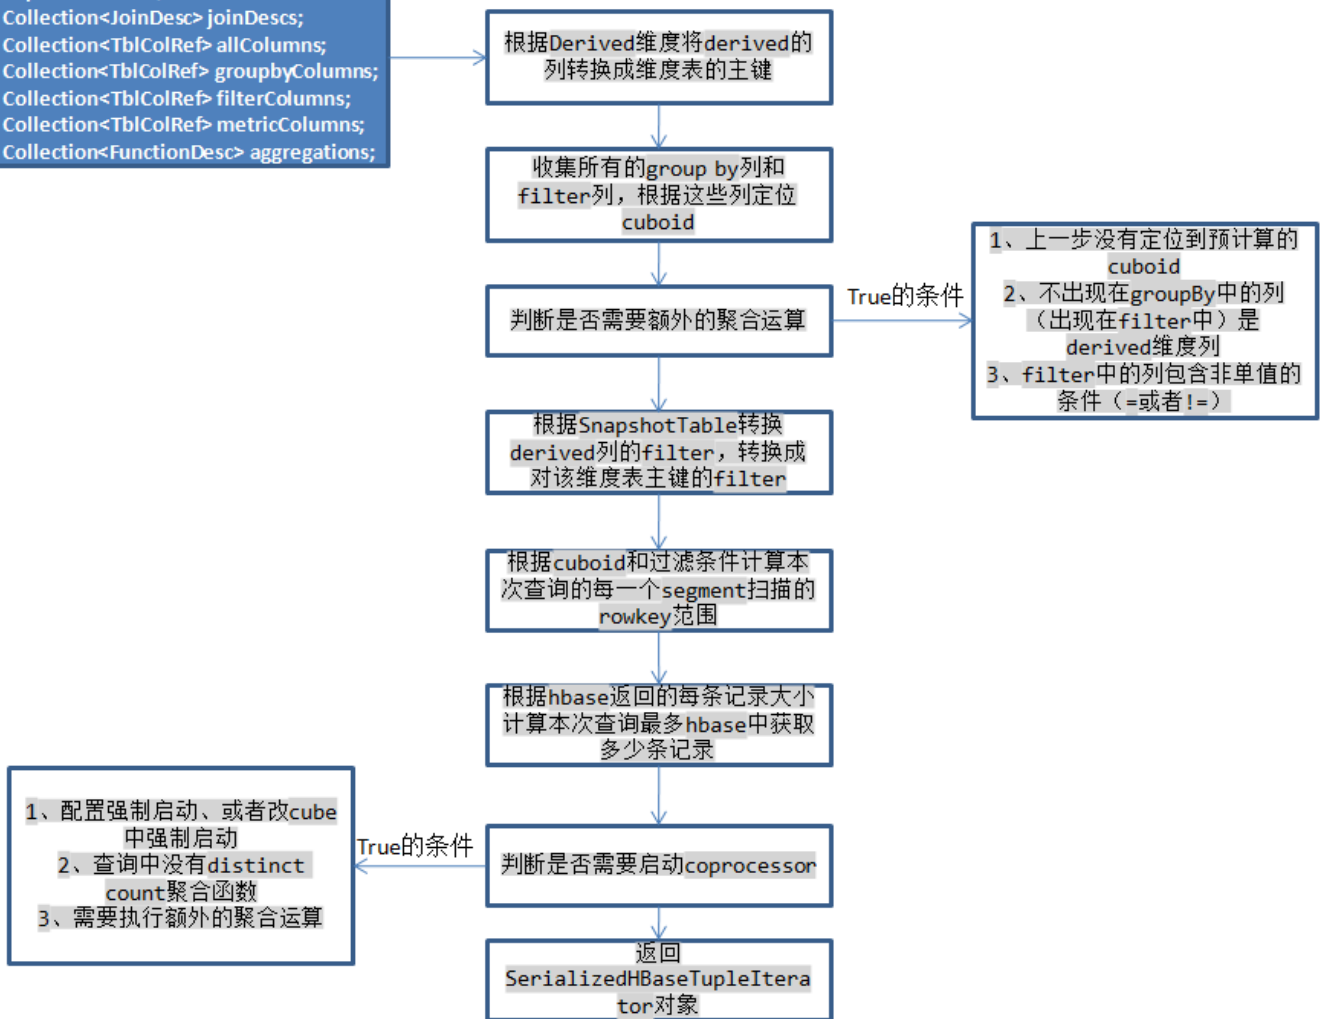 Collection<JoinDesc> joinDescs;
Collection<TblColRef> allColumns;
Collection<TblColRef> groupbyColumns;
Collection<TblColRef> filterColumns;
Collection<TblColRef> metricColumns;
Collection<FunctionDesc> aggregations;
根据Derived维度将derived的
列转换成维度表的主键
收集所有的group by列和
filter列，根据这些列定位
cuboid
判断是否需要额外的聚合运算
True的条件
1、上一步没有定位到预计算的
cuboid
2、不出现在groupBy中的列
（出现在filter中）是
derived维度列
3、filter中的列包含非单值的
条件（=或者!=）
根据SnapshotTable转换
derived列的filter，转换成
对该维度表主键的filter
根据cuboid和过滤条件计算本
次查询的每一个segment扫描的
rowkey范围
根据hbase返回的每条记录大小
计算本次查询最多hbase中获取
多少条记录
判断是否需要启动coprocessor
True的条件
1、配置强制启动、或者改cube
中强制启动
2、查询中没有distinct
count聚合函数
3、需要执行额外的聚合运算
返回
SerializedHBaseTupleItera
tor对象